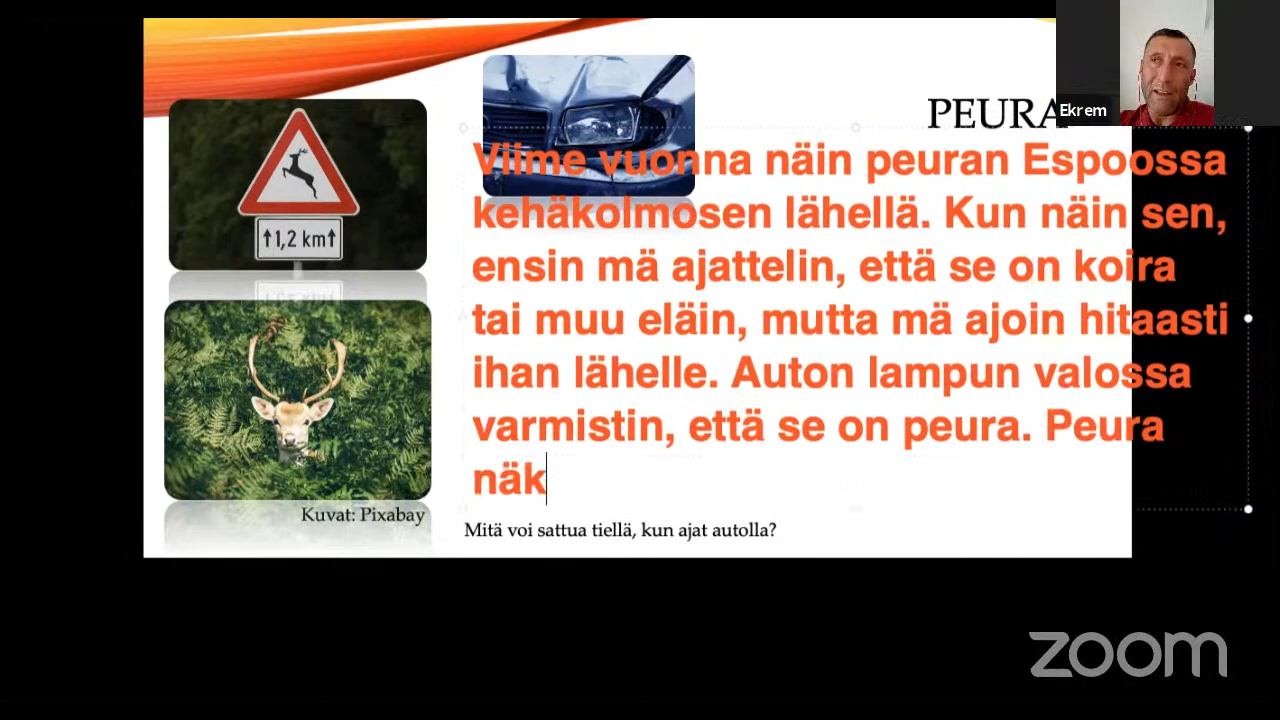 PEURA
Ekrem
Viime vuonna näin peuran Espoossa
kehäkolmosen lähellä. Kun näin sen,
ensin mä ajattelin, että se on koira
tai muu eläin, mutta mä ajoin hitaasti
ihan lähelle. Auton lampun valossa
varmistin, että se on peura. Peura
näk
↑1,2 km↑
Kuvat: Pixabay
Mitä voi sattua tiellä, kun ajat autolla?
zoom